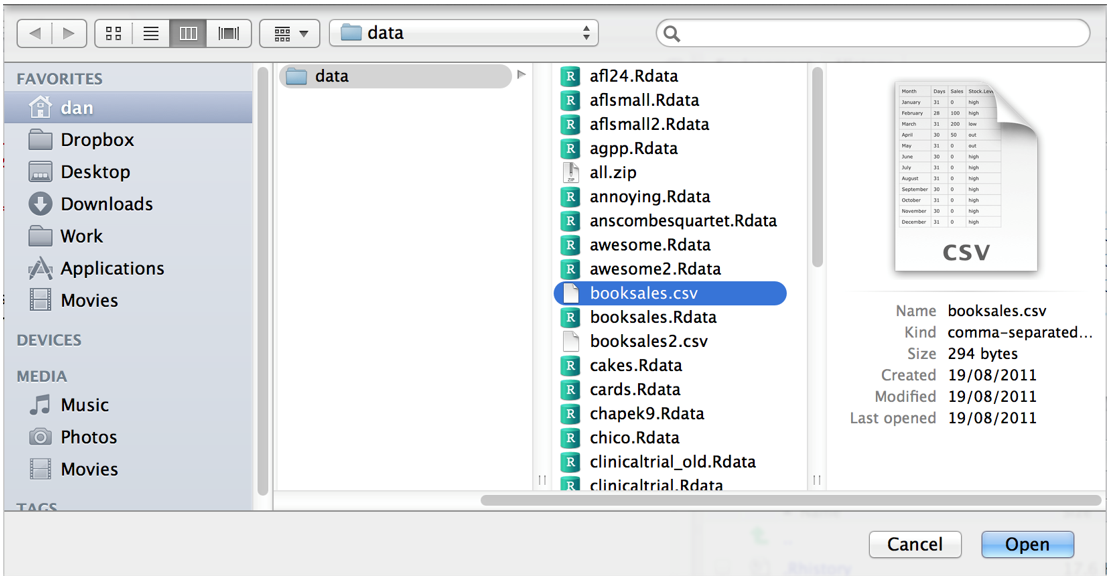 data
FAVORITES
dan
Dropbox
Desktop
Downloads
Work
Applications
Movies
DEVICES
MEDIA
Music
Photos
Movies
TAGS
data
afl24.Rdata
aflsmall.Rdata
aflsmall2.Rdata
agpp.Rdata
all.zip
annoying.Rdata
anscombesquartet.Rdata
awesome.Rdata
awesome2.Rdata
booksales.csv
booksales.Rdata
booksales2.csv
cakes.Rdata
cards.Rdata
chapek9.Rdata
chico.Rdata
clinicaltrial_old.Rdata
clinicaltrial.Rdata
Month Days Sales Stock.Lev
January 31 0 high
February 28 100 high
March 31 200 low
April 30 50 out
May 31 0 out
June 30 0 high
July 31 0 high
August 31 0 high
September 30 0 high
October 31 0 high
November 30 0 high
December 31 0 high
CSV
Name booksales.csv
Kind comma-separated...
Size 294 bytes
Created 19/08/2011
Modified 19/08/2011
Last opened 19/08/2011
Cancel
Open
.Rhistory